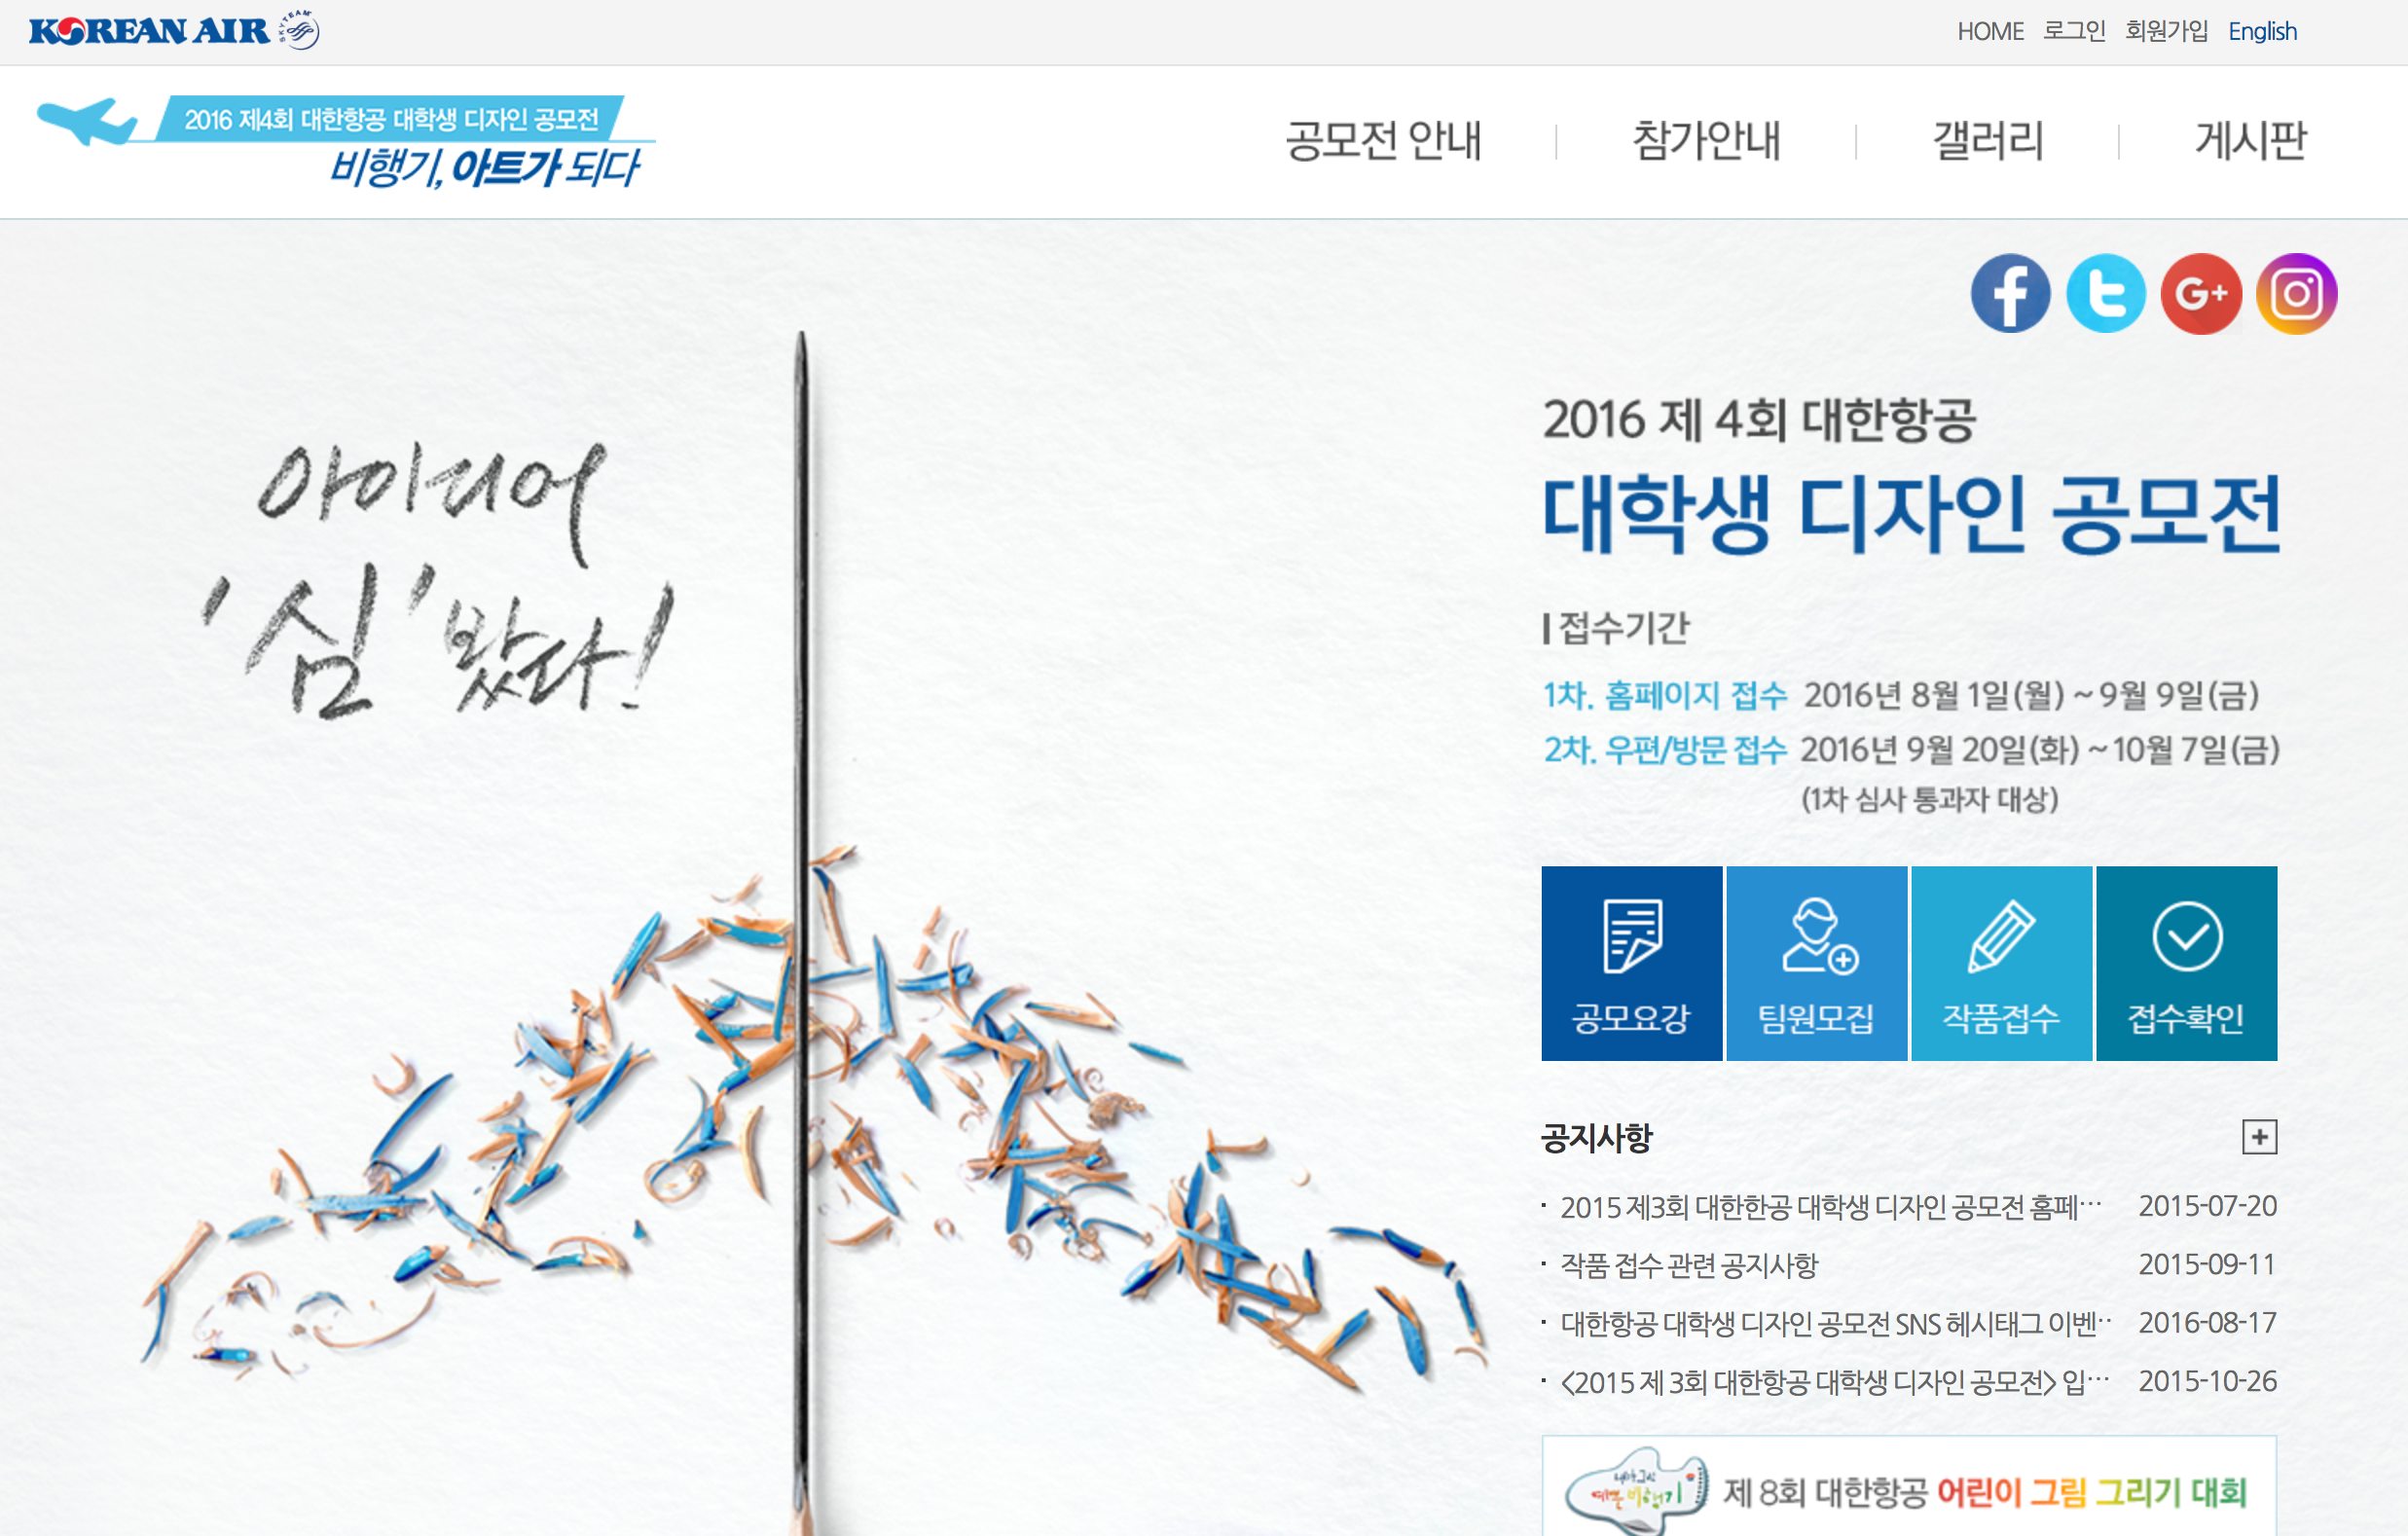 KOREAN AIR SKYTEAM
HOME 로그인 회원가입 English
2016 제4회 대한항공 대학생 디자인 공모전
비행기, 아트가 되다
공모전 안내 참가안내 갤러리 게시판
아이디어
'심'봤다!
2016 제 4회 대한항공
대학생 디자인 공모전
접수기간
1차. 홈페이지 접수 2016년 8월 1일(월) ~ 9월 9일(금)
2차. 우편/방문 접수 2016년 9월 20일(화) ~ 10월 7일(금)
(1차 심사 통과자 대상)
공모요강 팀원모집 작품접수 접수확인
공지사항
· 2015 제3회 대한한공 대학생 디자인 공모전 홈페… 2015-07-20
· 작품 접수 관련 공지사항 2015-09-11
· 대한항공 대학생 디자인 공모전 SNS 헤시태그 이벤… 2016-08-17
· <2015 제 3회 대한항공 대학생 디자인 공모전> 입… 2015-10-26
내가 그린 예쁜 비행기
제 8회 대한항공 어린이 그림 그리기 대회